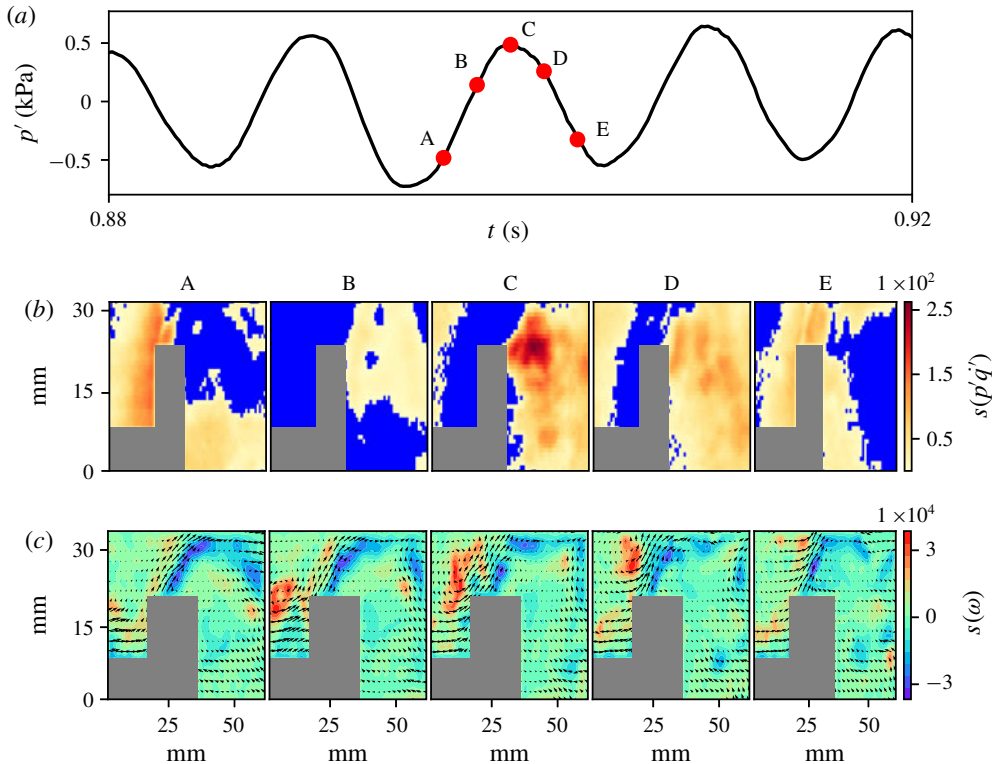 (a)
p′ (kPa)
0.5
0
−0.5
A
B
C
D
E
0.88
0.92
t (s)
(b)
A
B
C
D
E
1 ×10²
mm
30
15
0
2.5
1.5
0.5
s(p′q̇′)
(c)
1 ×10⁴
mm
30
15
0
3
0
−3
s(ω)
25 50 25 50 25 50 25 50 25 50
mm mm mm mm mm